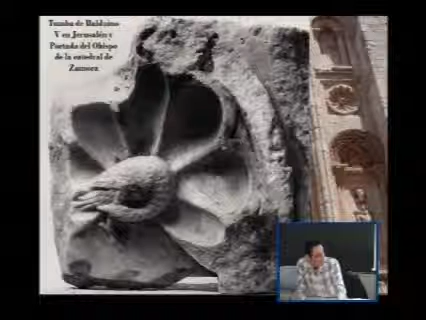 Tumba de Balduino
V en Jerusalén y
Portada del Obispo
de la catedral de
Zamora